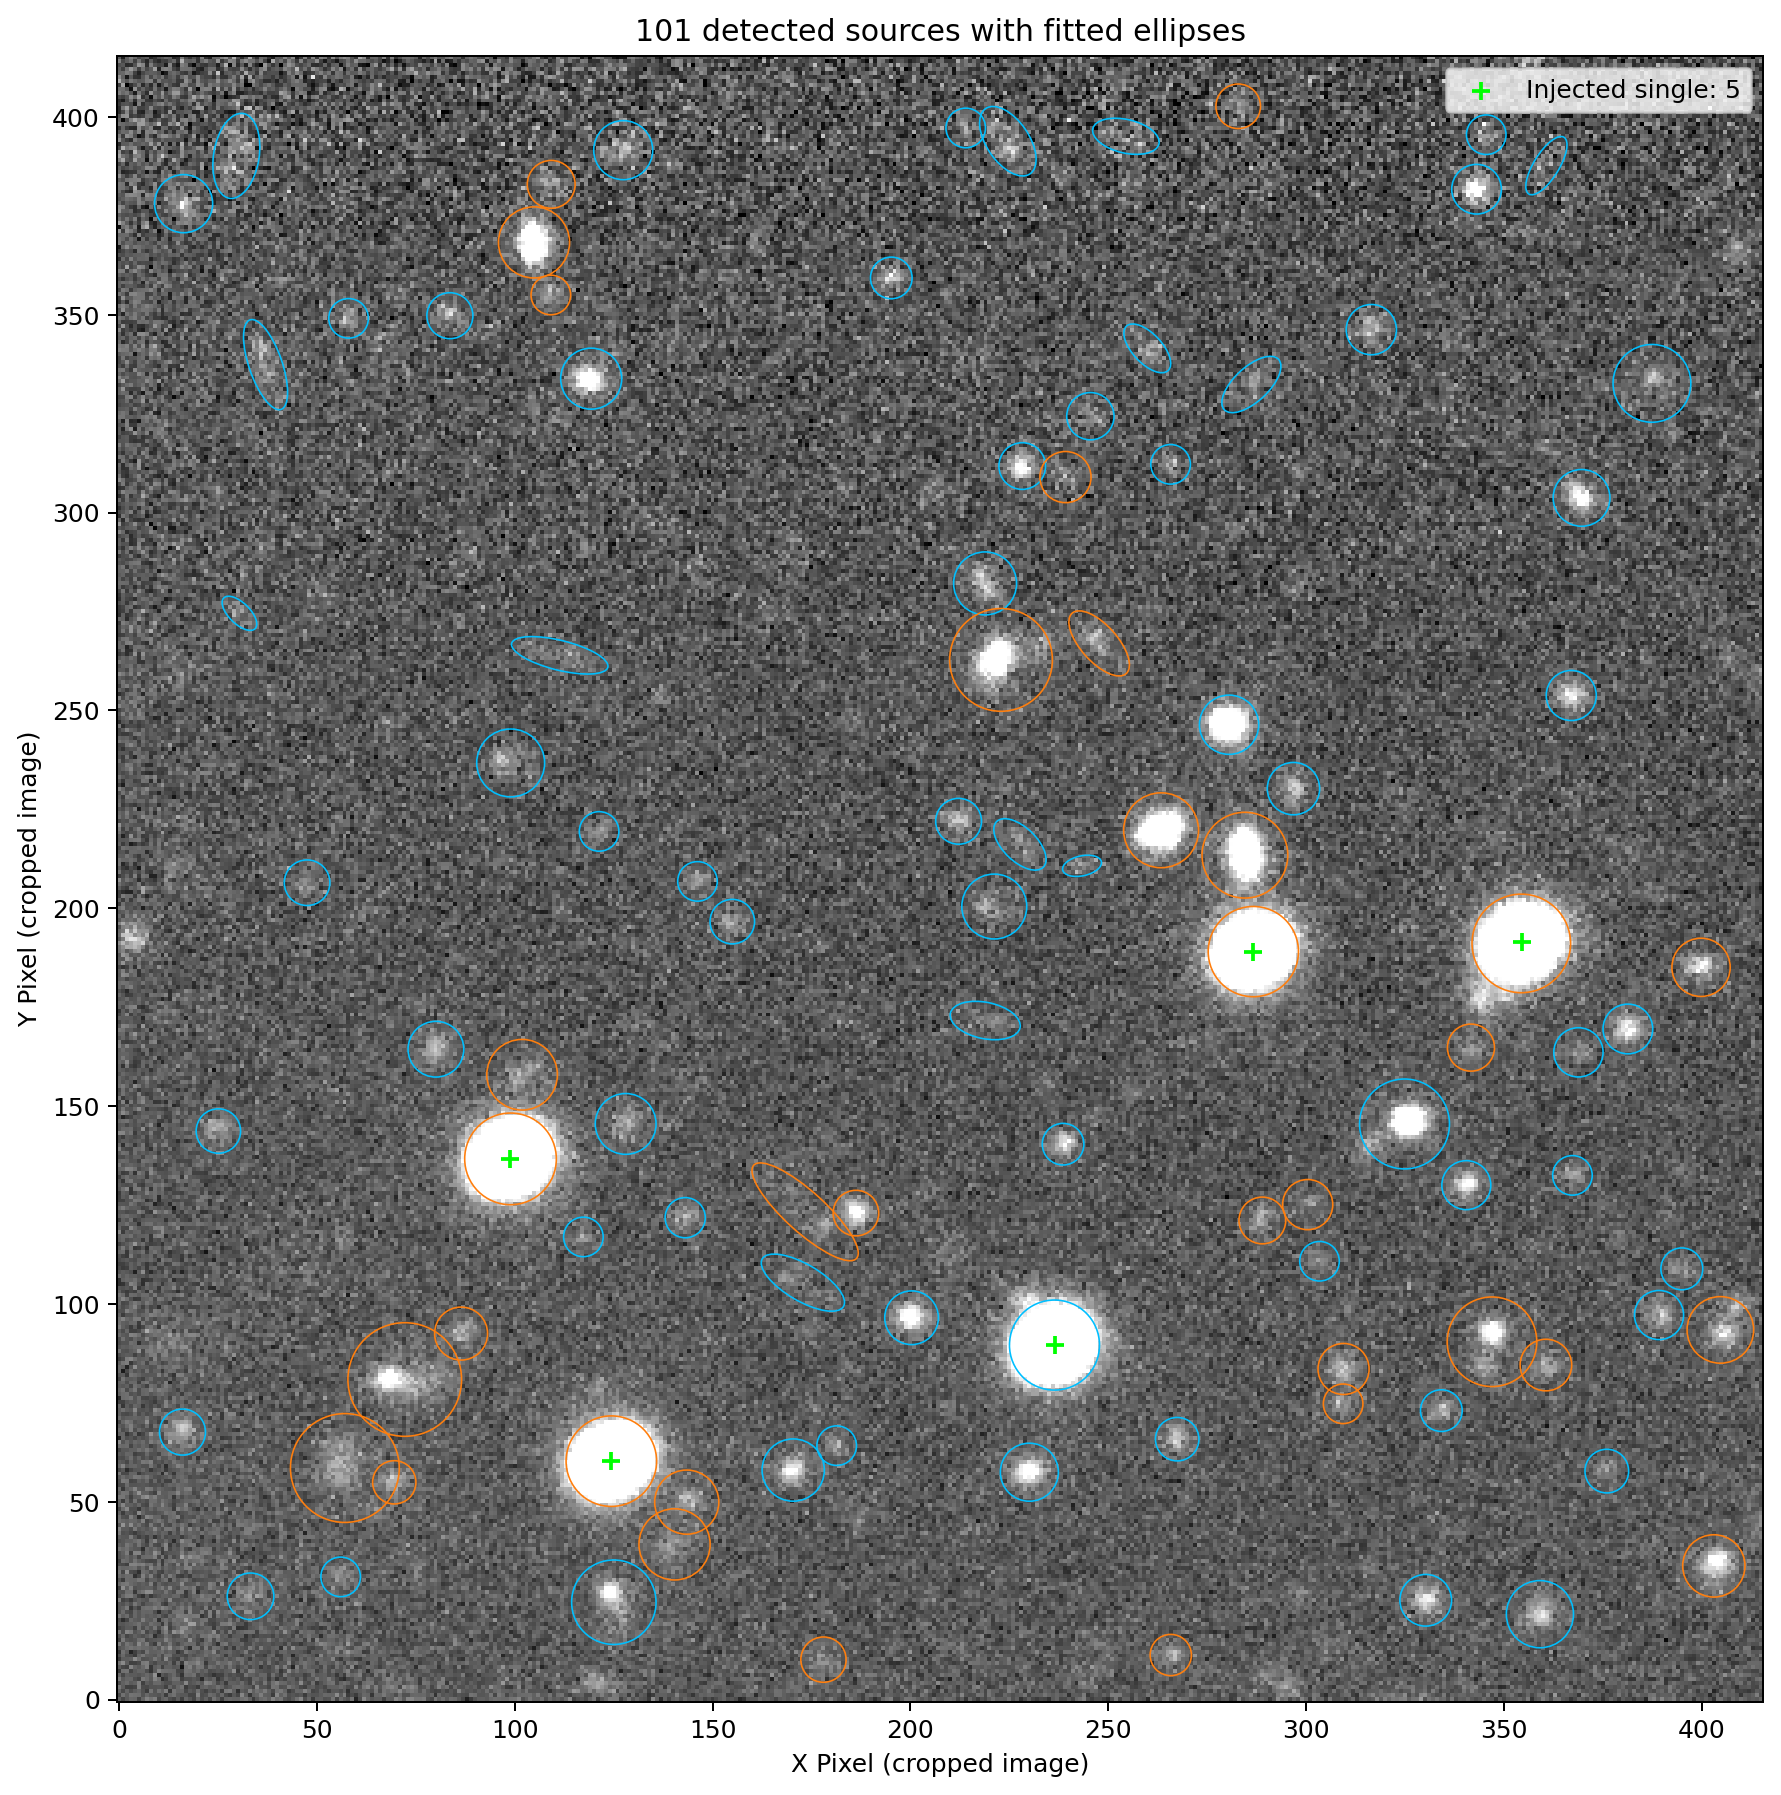 101 detected sources with fitted ellipses
Injected single: 5
400
350
300
250
200
150
100
50
0
Y Pixel (cropped image)
0 50 100 150 200 250 300 350 400
X Pixel (cropped image)